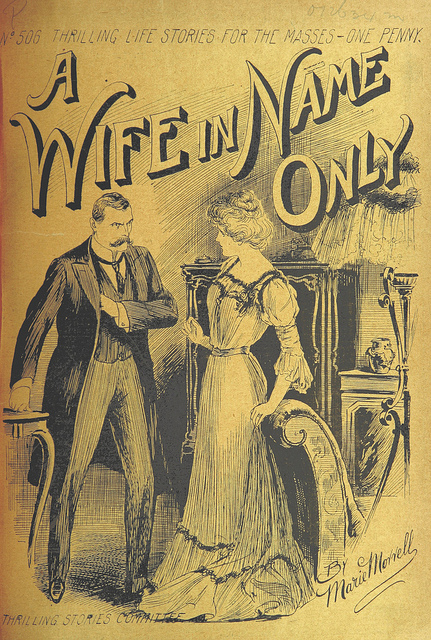 Nº 506 THRILLING LIFE STORIES FOR THE MASSES - ONE PENNY.
A
WIFE IN NAME
ONLY
By
Marie Morrell
THRILLING STORIES COMMITTEE